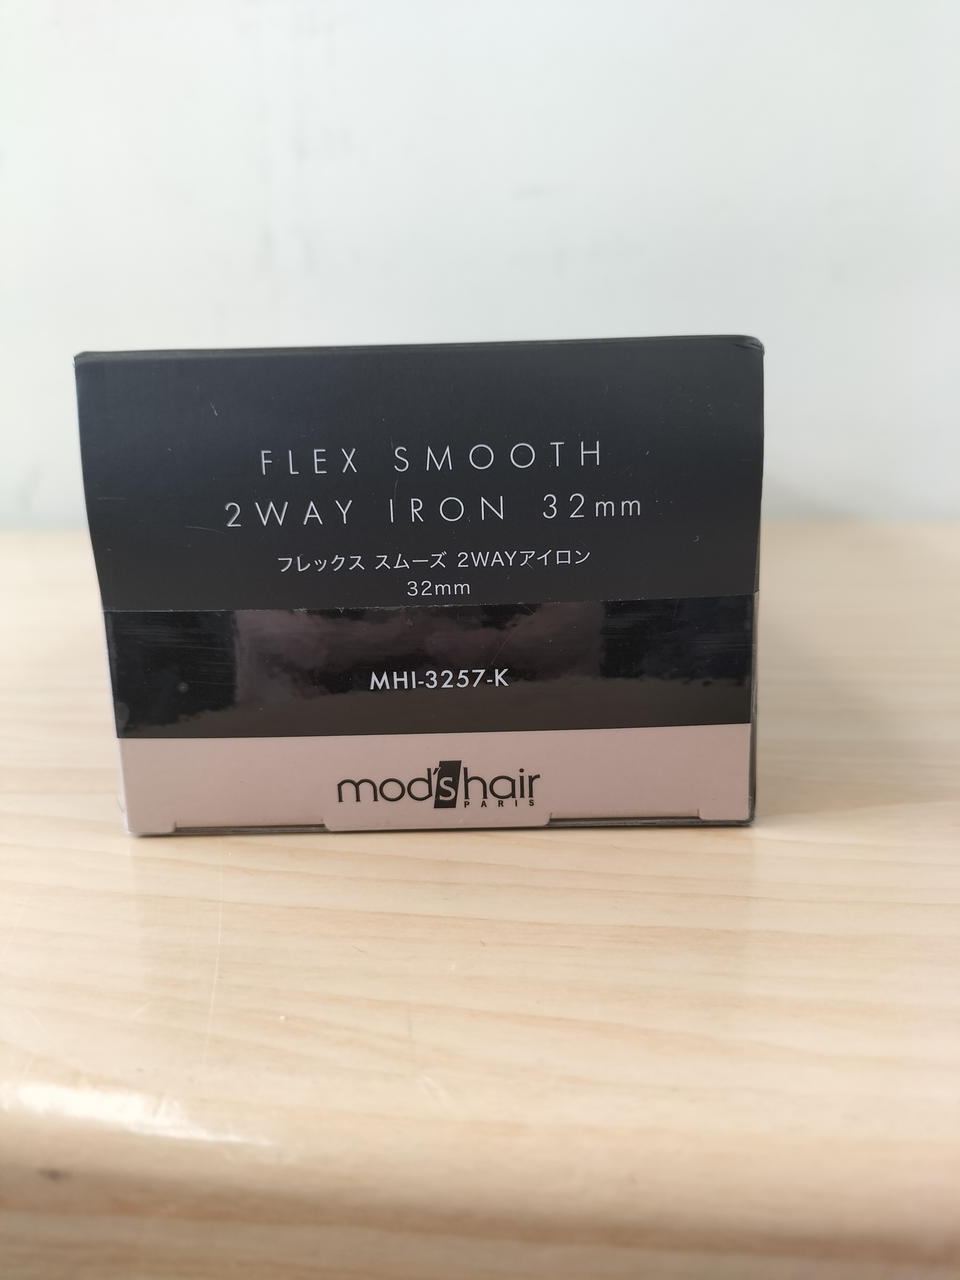 FLEX SMOOTH
2WAY IRON 32mm
フレックス スムーズ 2WAYアイロン
32mm
MHI-3257-K
mod's hair
PARIS